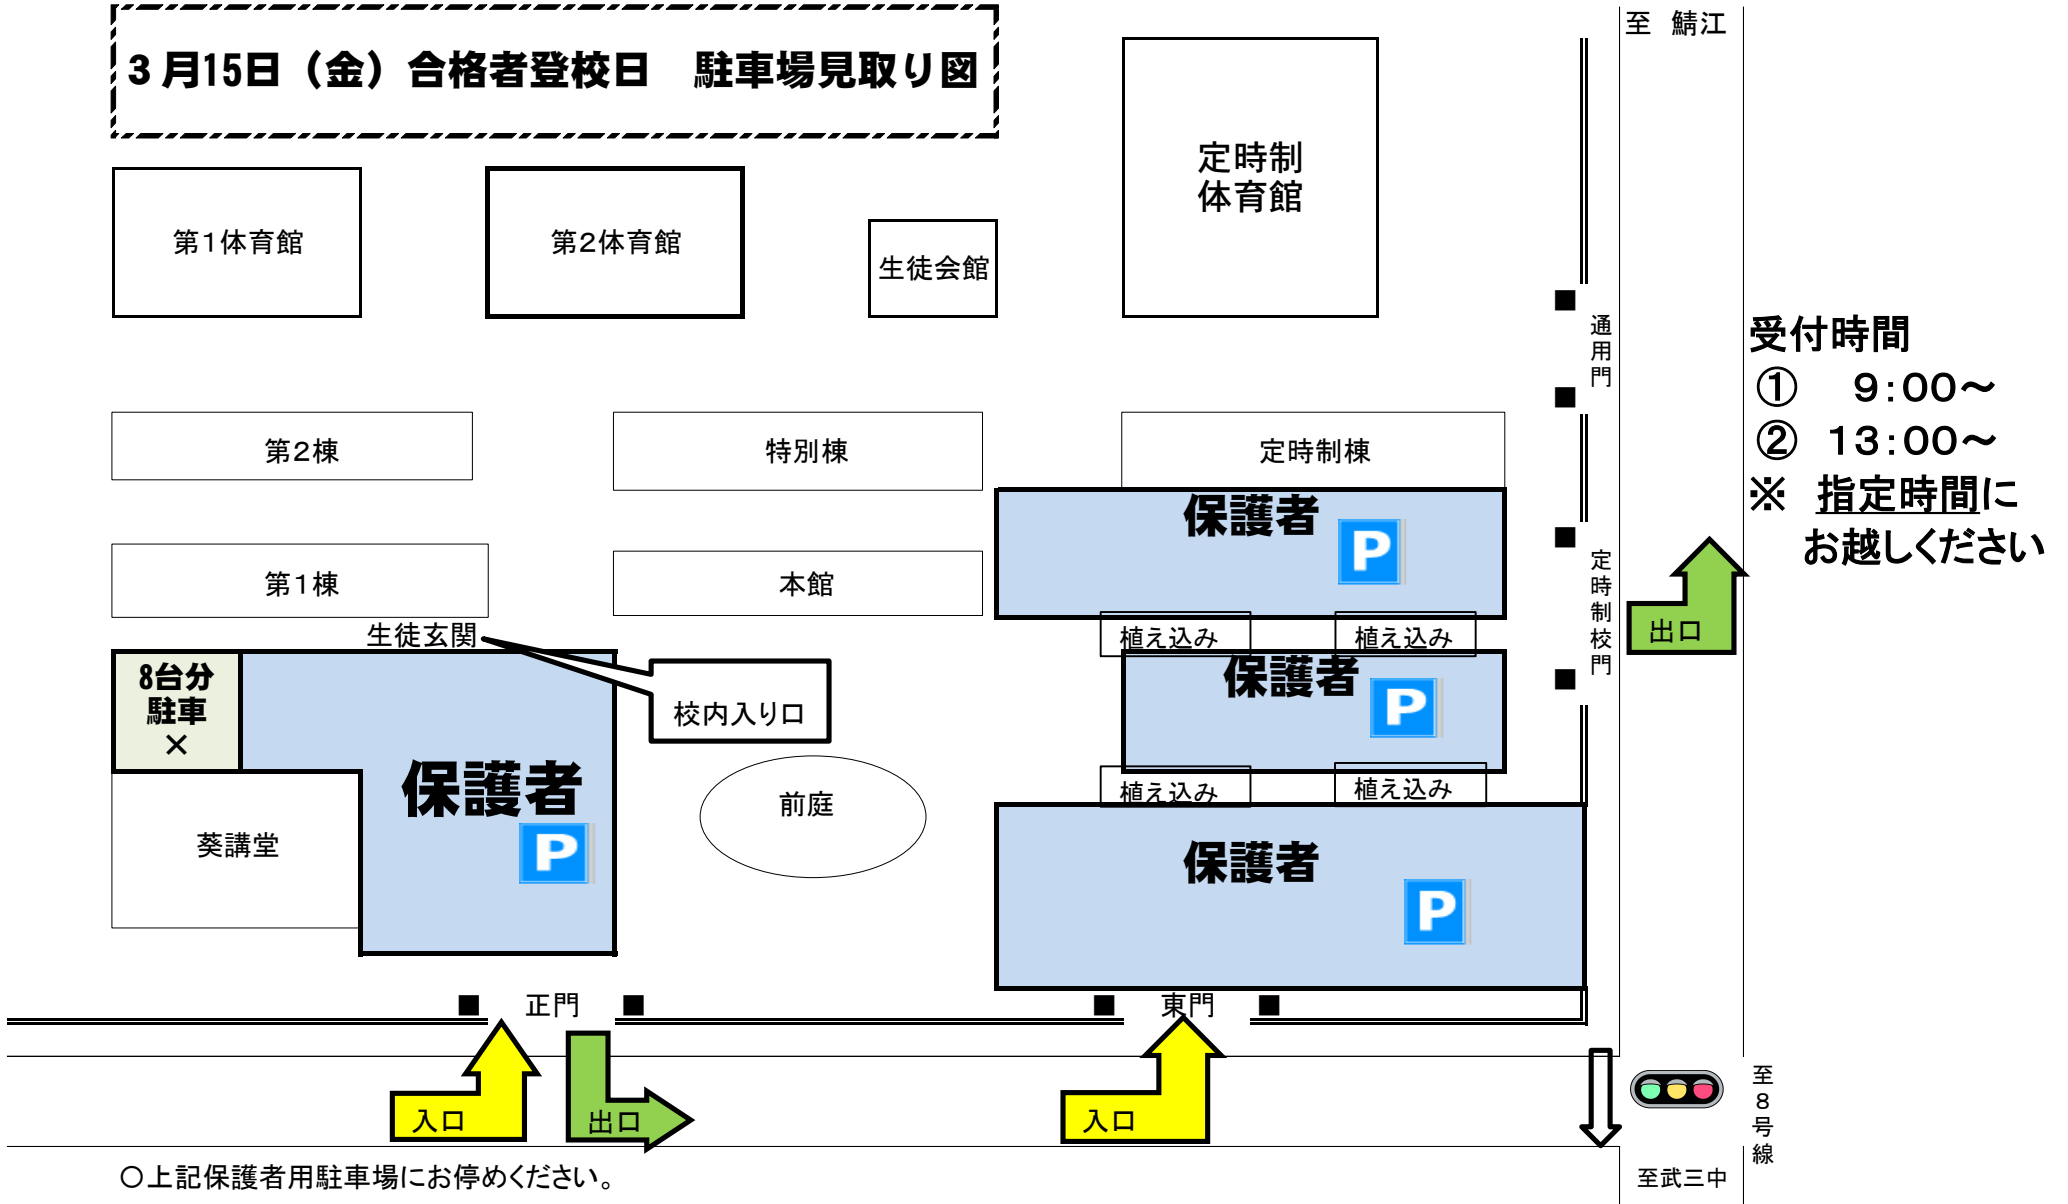 至　鯖江
３月15日（金）合格者登校日　駐車場見取り図
定時制
体育館
第１体育館
第２体育館
生徒会館
通用門
受付時間
①　９：００～
②　１３：００～
※　指定時間に
お越しください
第２棟
特別棟
定時制棟
保護者
P
第１棟
本館
定時制校門
出口
生徒玄関
植え込み
植え込み
8台分
駐車
×
校内入り口
保護者
P
保護者
P
植え込み
植え込み
前庭
葵講堂
保護者
P
正門
東門
入口
出口
入口
至８号線
○上記保護者用駐車場にお停めください。
至武三中